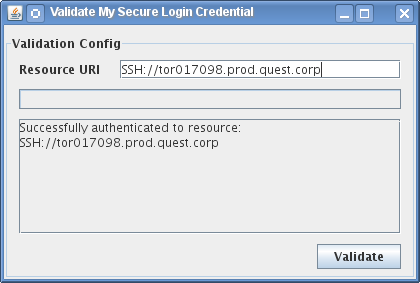 Validate My Secure Login Credential
Validation Config
Resource URI SSH://tor017098.prod.quest.corp
Successfully authenticated to resource:
SSH://tor017098.prod.quest.corp
Validate